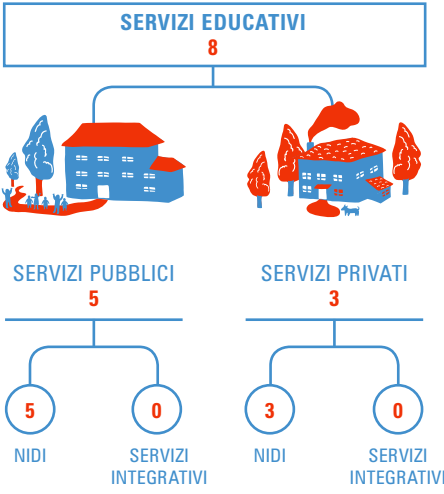 SERVIZI EDUCATIVI
8
SERVIZI PUBBLICI
5
SERVIZI PRIVATI
3
5
NIDI
0
SERVIZI
INTEGRATIVI
3
NIDI
0
SERVIZI
INTEGRATIVI